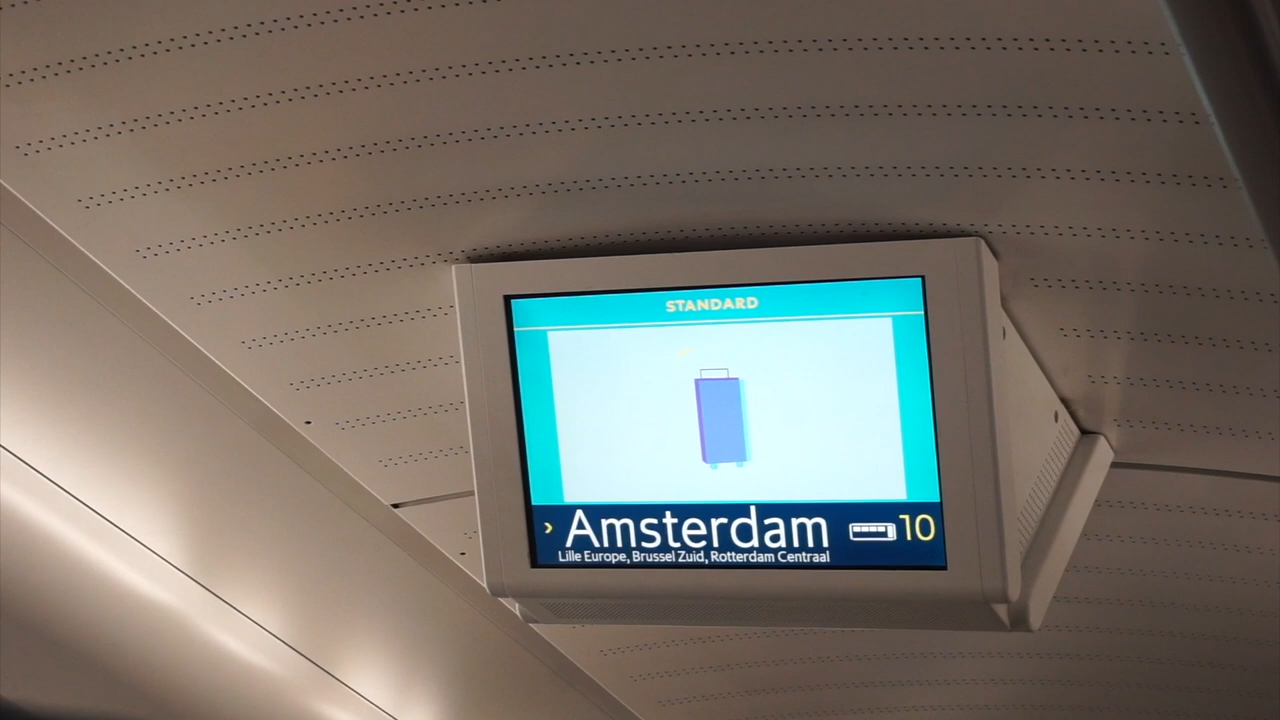 STANDARD
› Amsterdam 10
Lille Europe, Brussel Zuid, Rotterdam Centraal